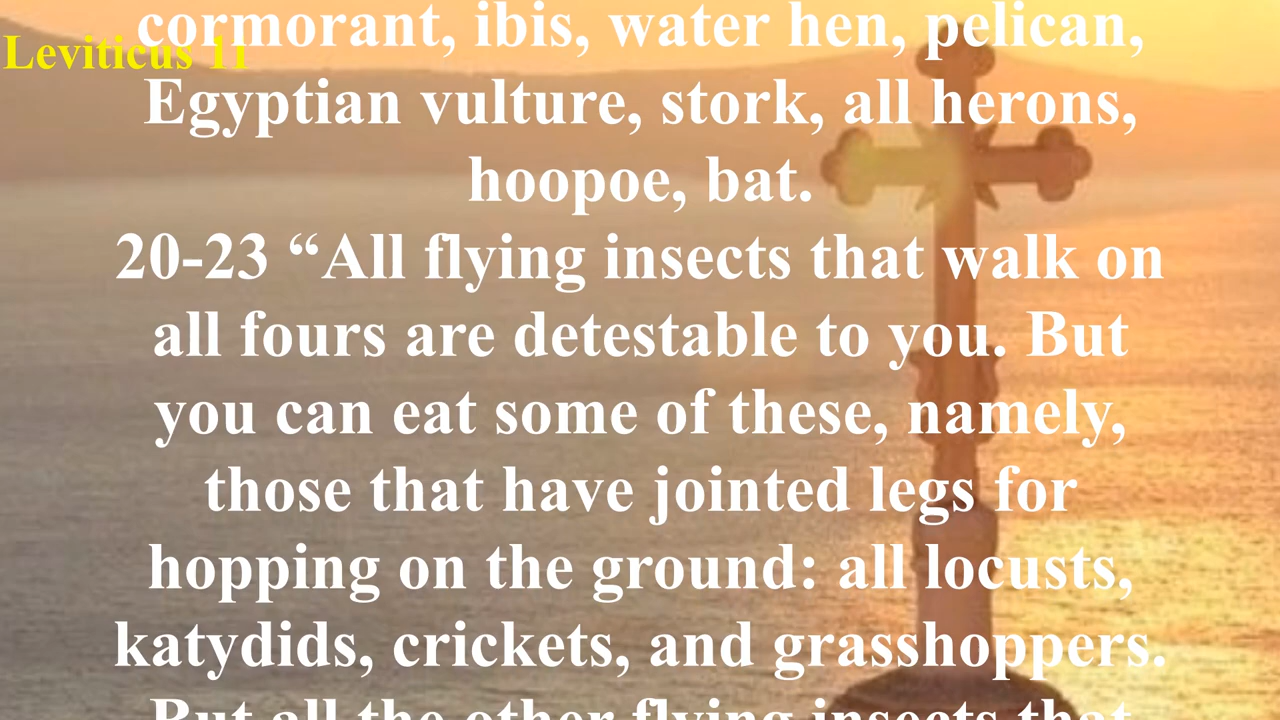 Leviticus 11
cormorant, ibis, water hen, pelican,
Egyptian vulture, stork, all herons,
hoopoe, bat.
20-23 “All flying insects that walk on
all fours are detestable to you. But
you can eat some of these, namely,
those that have jointed legs for
hopping on the ground: all locusts,
katydids, crickets, and grasshoppers.
But all the other flying insects that